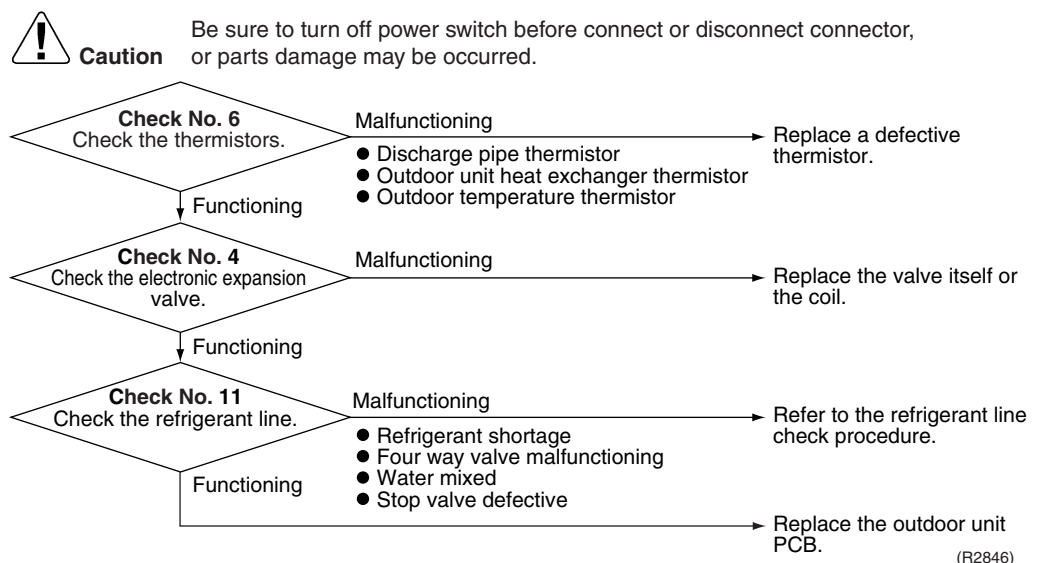 Be sure to turn off power switch before connect or disconnect connector,
Caution or parts damage may be occurred.
Check No. 6
Check the thermistors.
Malfunctioning
● Discharge pipe thermistor
● Outdoor unit heat exchanger thermistor
● Outdoor temperature thermistor
Replace a defective
thermistor.
Functioning
Check No. 4
Check the electronic expansion
valve.
Malfunctioning
Replace the valve itself or
the coil.
Functioning
Check No. 11
Check the refrigerant line.
Malfunctioning
● Refrigerant shortage
● Four way valve malfunctioning
● Water mixed
● Stop valve defective
Refer to the refrigerant line
check procedure.
Functioning
Replace the outdoor unit
PCB.
(R2846)